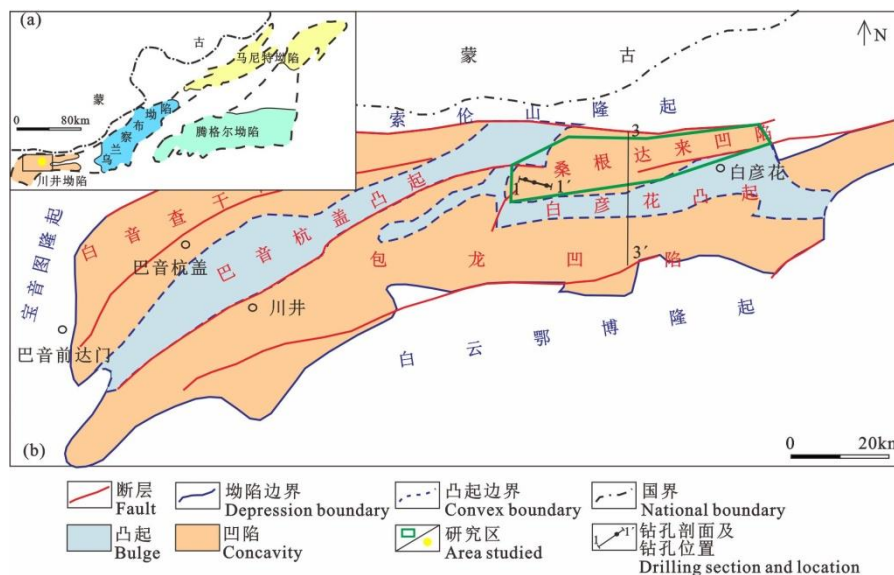 (a)
古
蒙
马尼特坳陷
0 80km
乌兰察布坳陷
腾格尔坳陷
川井坳陷
N
蒙 古
索伦山隆起
3
桑根达来凹陷
1 1′
白彦花
白彦花凸起
宝音图隆起
白音查干
巴音杭盖
巴音杭盖凸起
包龙凹陷
3′
川井
巴音前达门
白云鄂博隆起
(b)
0 20km
断层
Fault
坳陷边界
Depression boundary
凸起边界
Convex boundary
国界
National boundary
凸起
Bulge
凹陷
Concavity
研究区
Area studied
1 1′
钻孔剖面及
钻孔位置
Drilling section and location